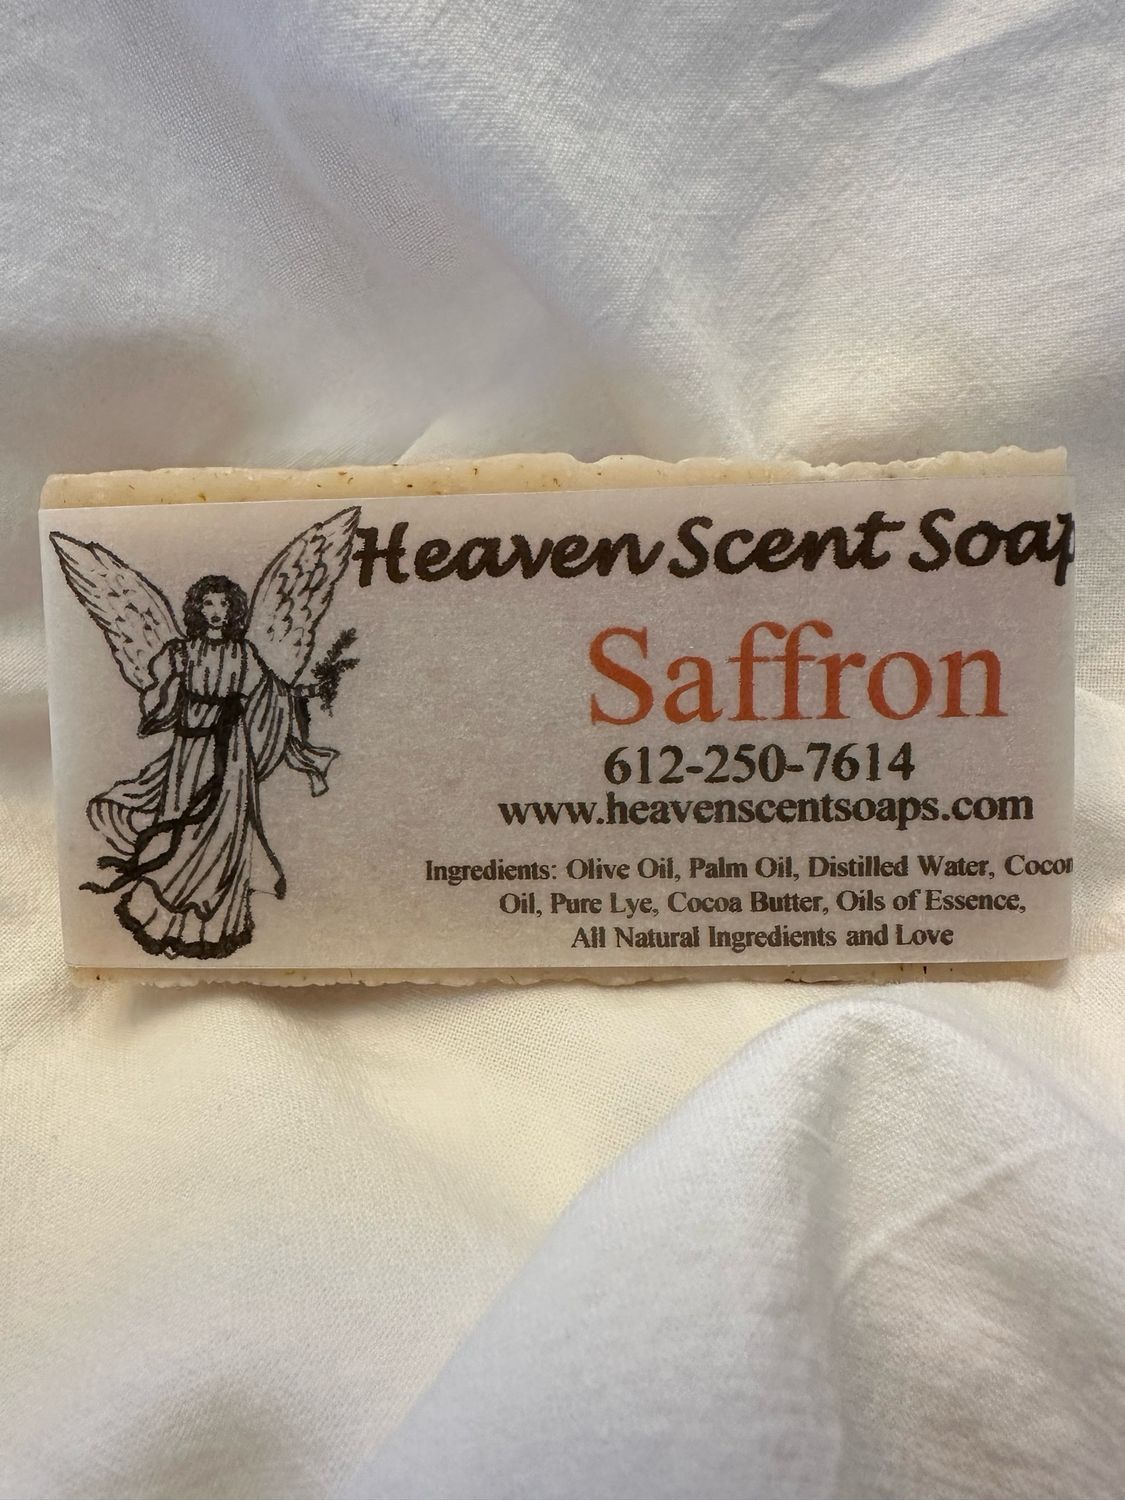 Heaven Scent Soap
Saffron
612-250-7614
www.heavenscentsoaps.com
Ingredients: Olive Oil, Palm Oil, Distilled Water, Cocon
Oil, Pure Lye, Cocoa Butter, Oils of Essence,
All Natural Ingredients and Love